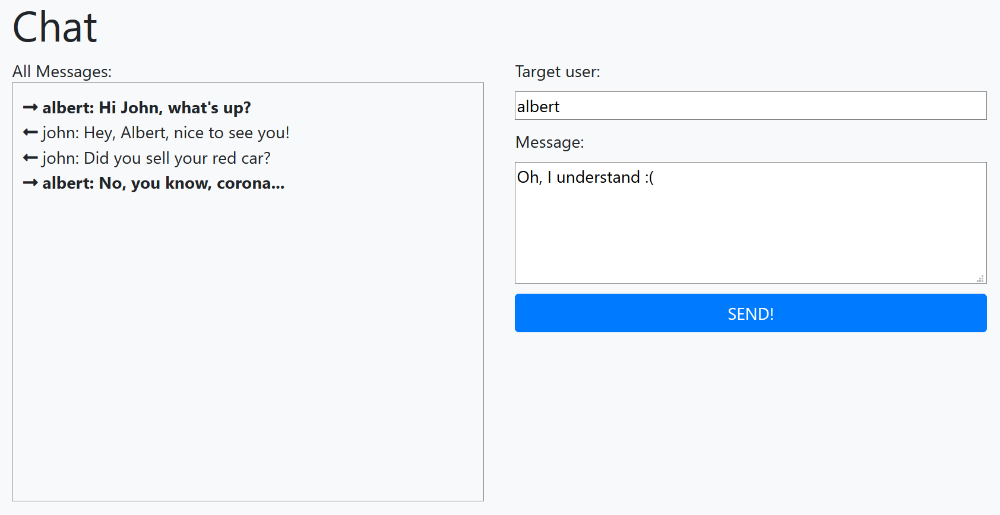 Chat
All Messages:
→ albert: Hi John, what's up?
← john: Hey, Albert, nice to see you!
← john: Did you sell your red car?
→ albert: No, you know, corona...
Target user:
albert
Message:
Oh, I understand :(
SEND!